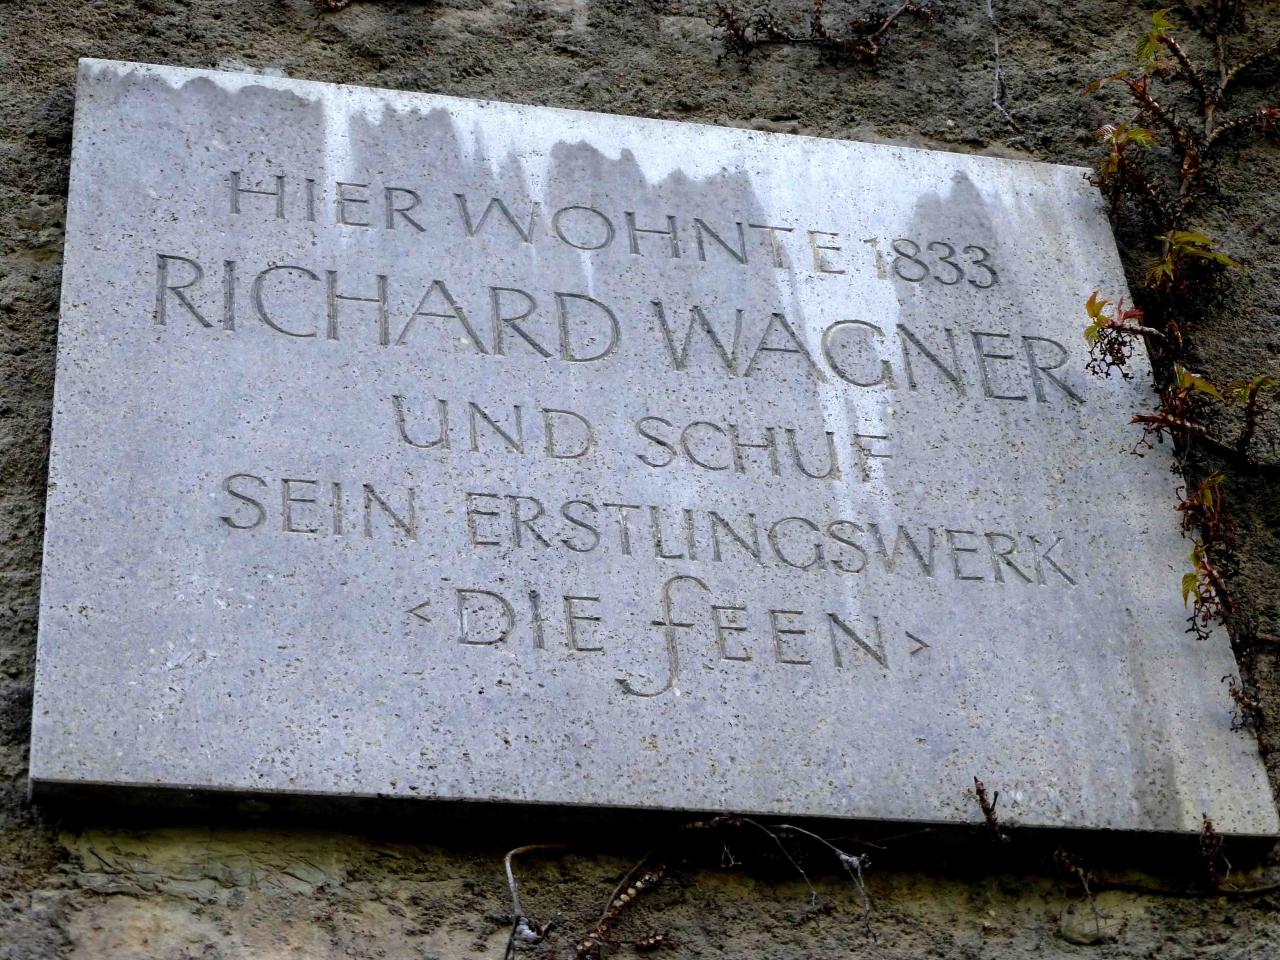 HIER WOHNTE 1833
RICHARD WAGNER
UND SCHUF
SEIN ERSTLINGSWERK
<DIE FEEN>